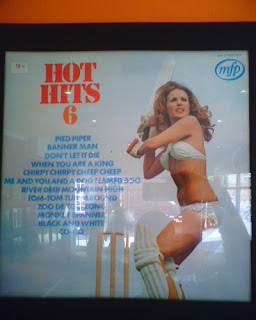 HOT
HITS
6
mfp
PIED PIPER
BANNER MAN
DON'T LET IT DIE
WHEN YOU ARE A KING
CHIRPY CHIRPY CHEEP CHEEP
ME AND YOU AND A DOG NAMED BOO
RIVER DEEP MOUNTAIN HIGH
TOM-TOM TURNAROUND
MONKEY SPANNER
BLACK AND WHITE
CO-CO